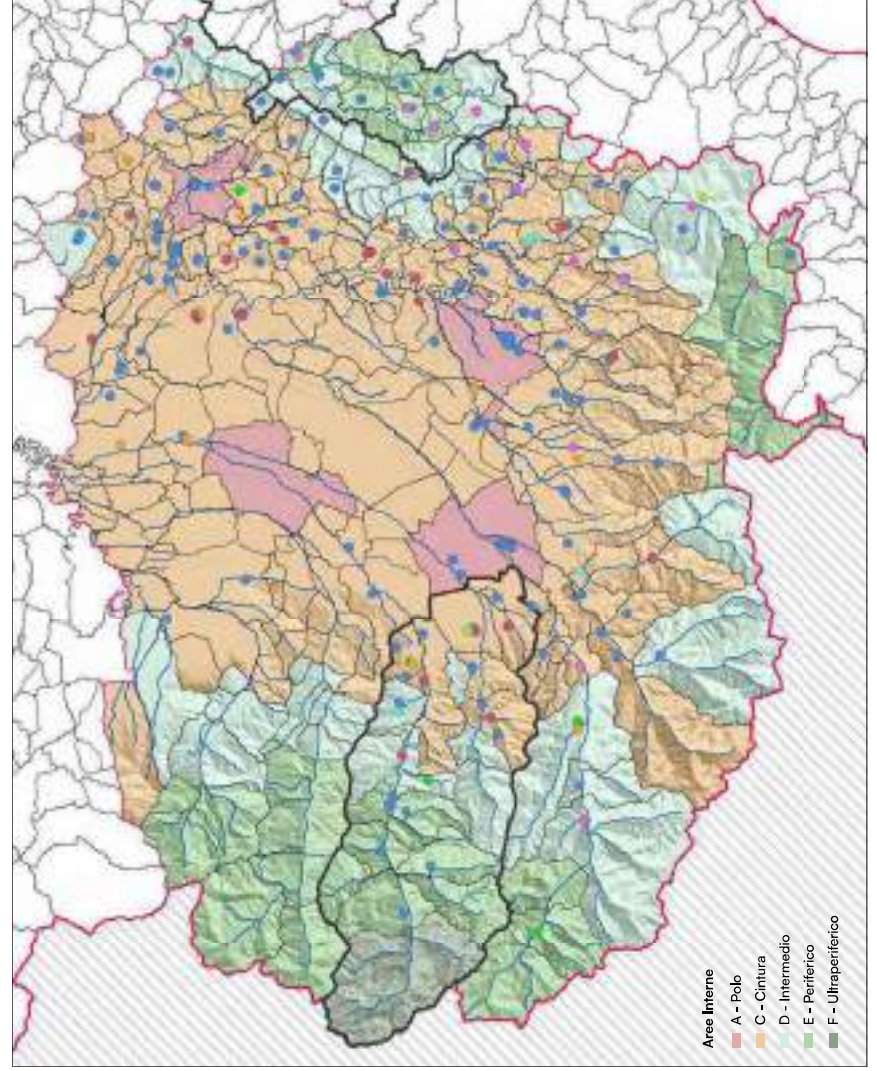 Aree Interne
A - Polo
C - Cintura
D - Intermedio
E - Periferico
F - Ultraperiferico